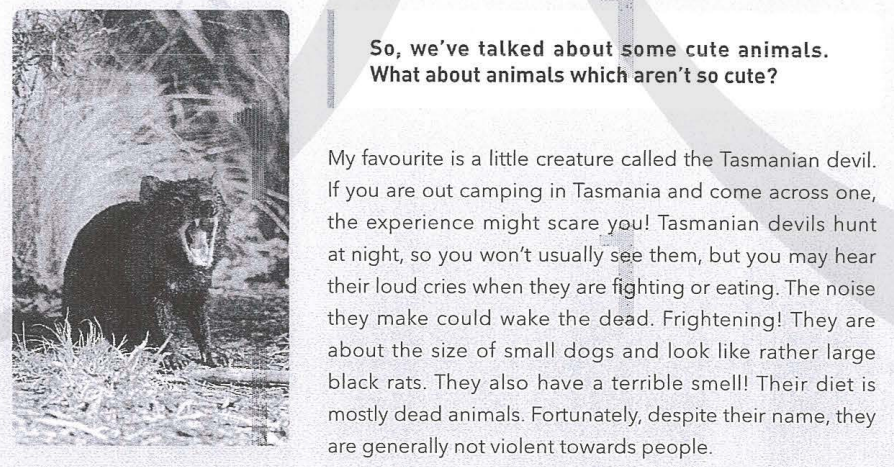 So, we've talked about some cute animals.
What about animals which aren't so cute?
My favourite is a little creature called the Tasmanian devil.
If you are out camping in Tasmania and come across one,
the experience might scare you! Tasmanian devils hunt
at night, so you won't usually see them, but you may hear
their loud cries when they are fighting or eating. The noise
they make could wake the dead. Frightening! They are
about the size of small dogs and look like rather large
black rats. They also have a terrible smell! Their diet is
mostly dead animals. Fortunately, despite their name, they
are generally not violent towards people.